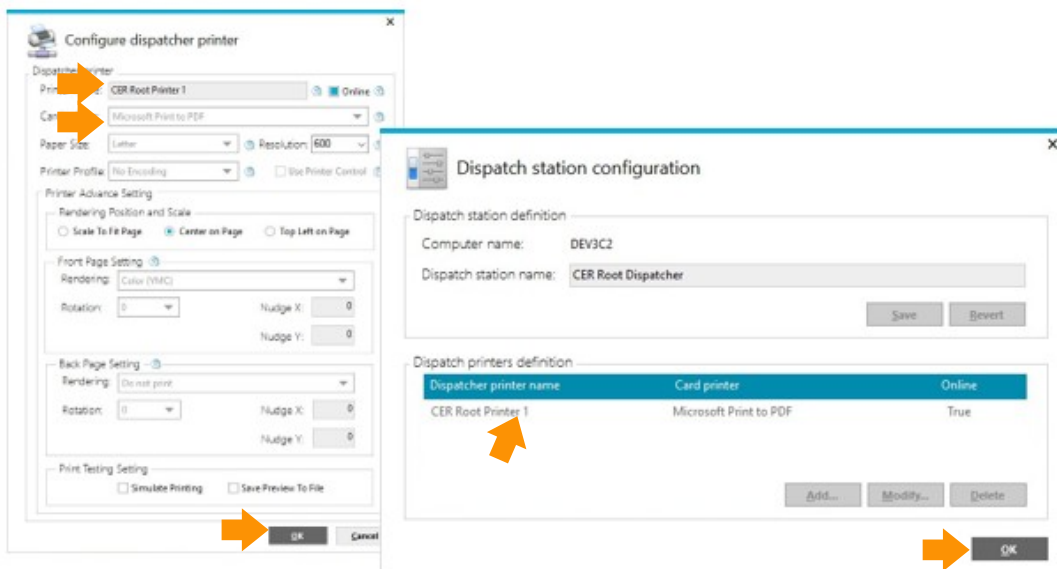 Configure dispatcher printer
Dispatcher printer
CER Root Printer 1
Online
Microsoft Print to PDF
Paper Size: Letter Resolution: 600
Printer Profile: No Encoding Use Printer Control
Printer Advance Setting
Rendering Position and Scale
Scale To Fit Page Center on Page Top Left on Page
Front Page Setting
Rendering: Color (YMC)
Rotation: 0 Nudge X: 0
Nudge Y: 0
Back Page Setting
Rendering: Do not print
Rotation: 0 Nudge X: 0
Nudge Y: 0
Print Testing Setting
Simulate Printing Save Preview To File
OK Cancel
Dispatch station configuration
Dispatch station definition
Computer name: DEV3C2
Dispatch station name: CER Root Dispatcher
Save Revert
Dispatch printers definition
Dispatcher printer name Card printer Online
CER Root Printer 1 Microsoft Print to PDF True
Add... Modify... Delete
OK